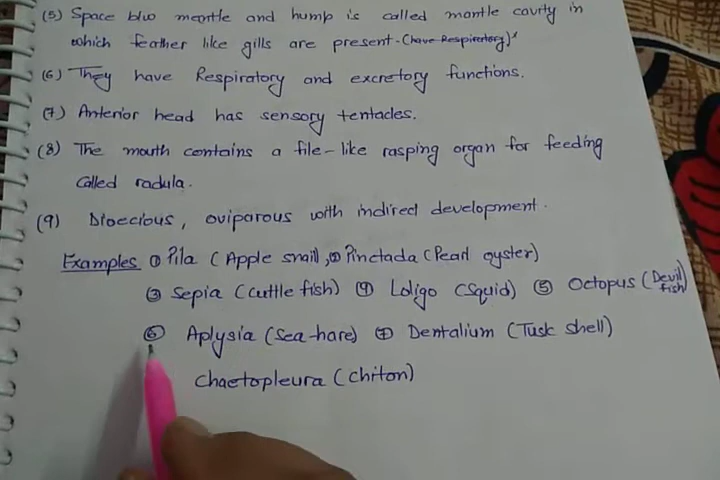 (5) Space b/w mantle and hump is called mantle cavity in
which feather like gills are present. (have Respiratory)
(6) They have Respiratory and excretory functions.
(7) Anterior head has sensory tentacles.
(8) The mouth contains a file-like rasping organ for feeding
called radula.
(9) Dioecious, oviparous with indirect development.
Examples ① Pila (Apple snail), ② Pinctada (Pearl oyster)
③ Sepia (Cuttle fish) ④ Loligo (Squid) ⑤ Octopus (Devil fish)
⑥ Aplysia (Sea-hare) ⑦ Dentalium (Tusk shell)
Chaetopleura (Chiton)